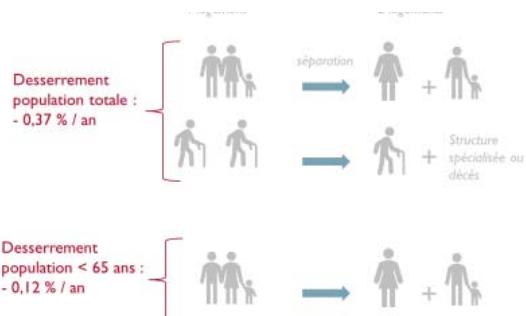 séparation
Desserrement
population totale :
- 0,37 % / an
+
Structure
+ spécialisée ou
décès
Desserrement
population < 65 ans :
- 0,12 % / an
+